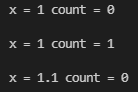 x = 1 count = 0
x = 1 count = 1
x = 1.1 count = 0